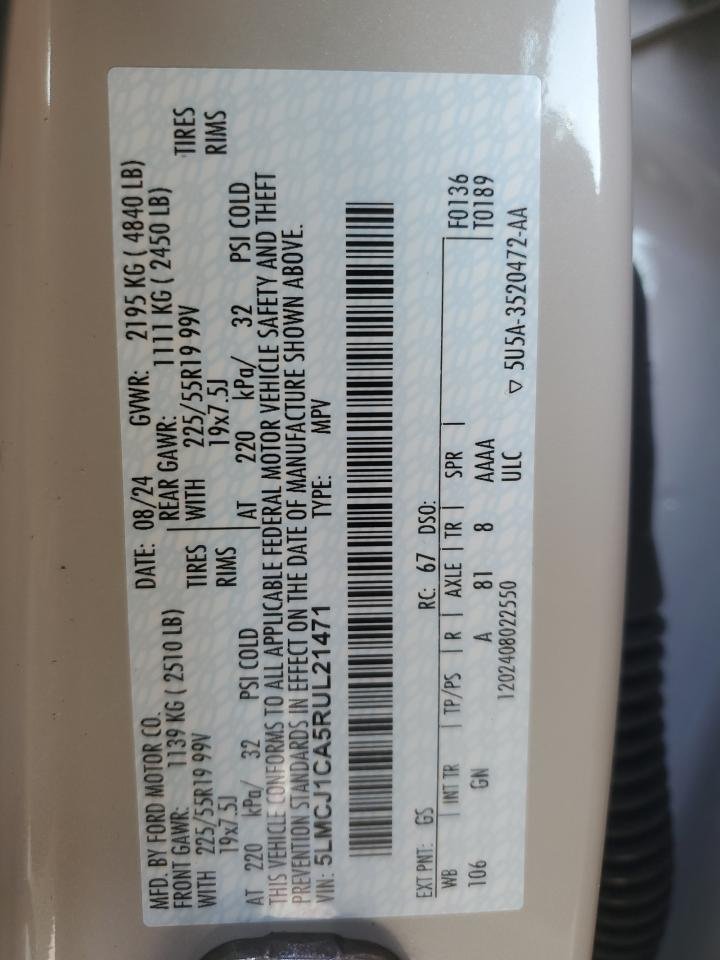 MFD. BY FORD MOTOR CO. DATE: 08/24 GVWR: 2195 KG ( 4840 LB)
FRONT GAWR: 1139 KG ( 2510 LB) REAR GAWR: 1111 KG ( 2450 LB)
WITH 225/55R19 99V TIRES WITH 225/55R19 99V TIRES
19x7.5J RIMS 19x7.5J RIMS
AT 220 kPa/ 32 PSI COLD AT 220 kPa/ 32 PSI COLD
THIS VEHICLE CONFORMS TO ALL APPLICABLE FEDERAL MOTOR VEHICLE SAFETY AND THEFT
PREVENTION STANDARDS IN EFFECT ON THE DATE OF MANUFACTURE SHOWN ABOVE.
VIN: 5LMCJ1CA5RUL21471 TYPE: MPV
EXT PNT: GS RC: 67 DSO:
WB INT TR TP/PS R AXLE TR SPR F0136
106 GN A 81 8 AAAA T0189
1202408022550 ULC
▽ 5U5A-3520472-AA